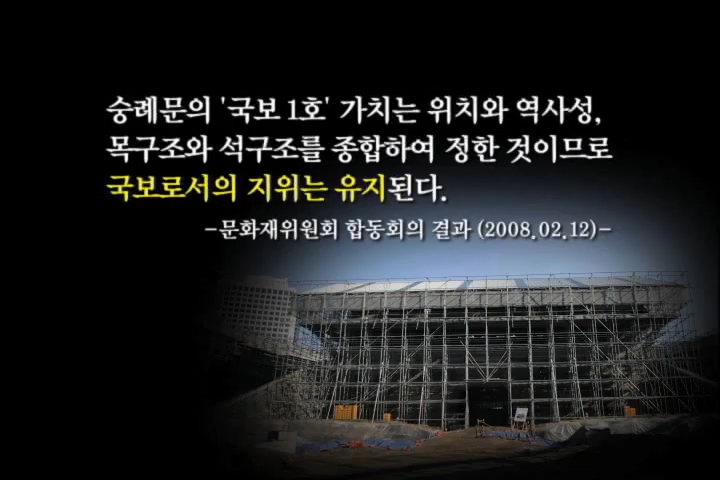 숭례문의 '국보 1호' 가치는 위치와 역사성,
목구조와 석구조를 종합하여 정한 것이므로
국보로서의 지위는 유지된다.
-문화재위원회 합동회의 결과 (2008.02.12)-